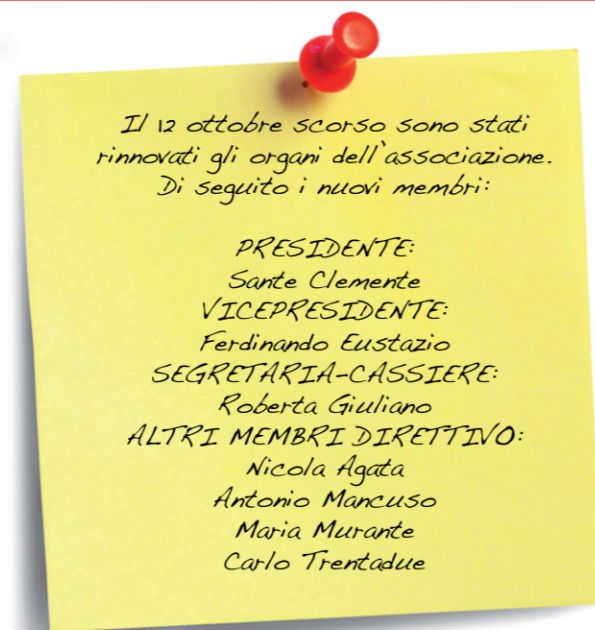 Il 12 ottobre scorso sono stati
rinnovati gli organi dell'associazione.
Di seguito i nuovi membri:
PRESIDENTE:
Sante Clemente
VICEPRESIDENTE:
Ferdinando Eustazio
SEGRETARIA-CASSIERE:
Roberta Giuliano
ALTRI MEMBRI DIRETTIVO:
Nicola Agata
Antonio Mancuso
Maria Murante
Carlo Trentadue